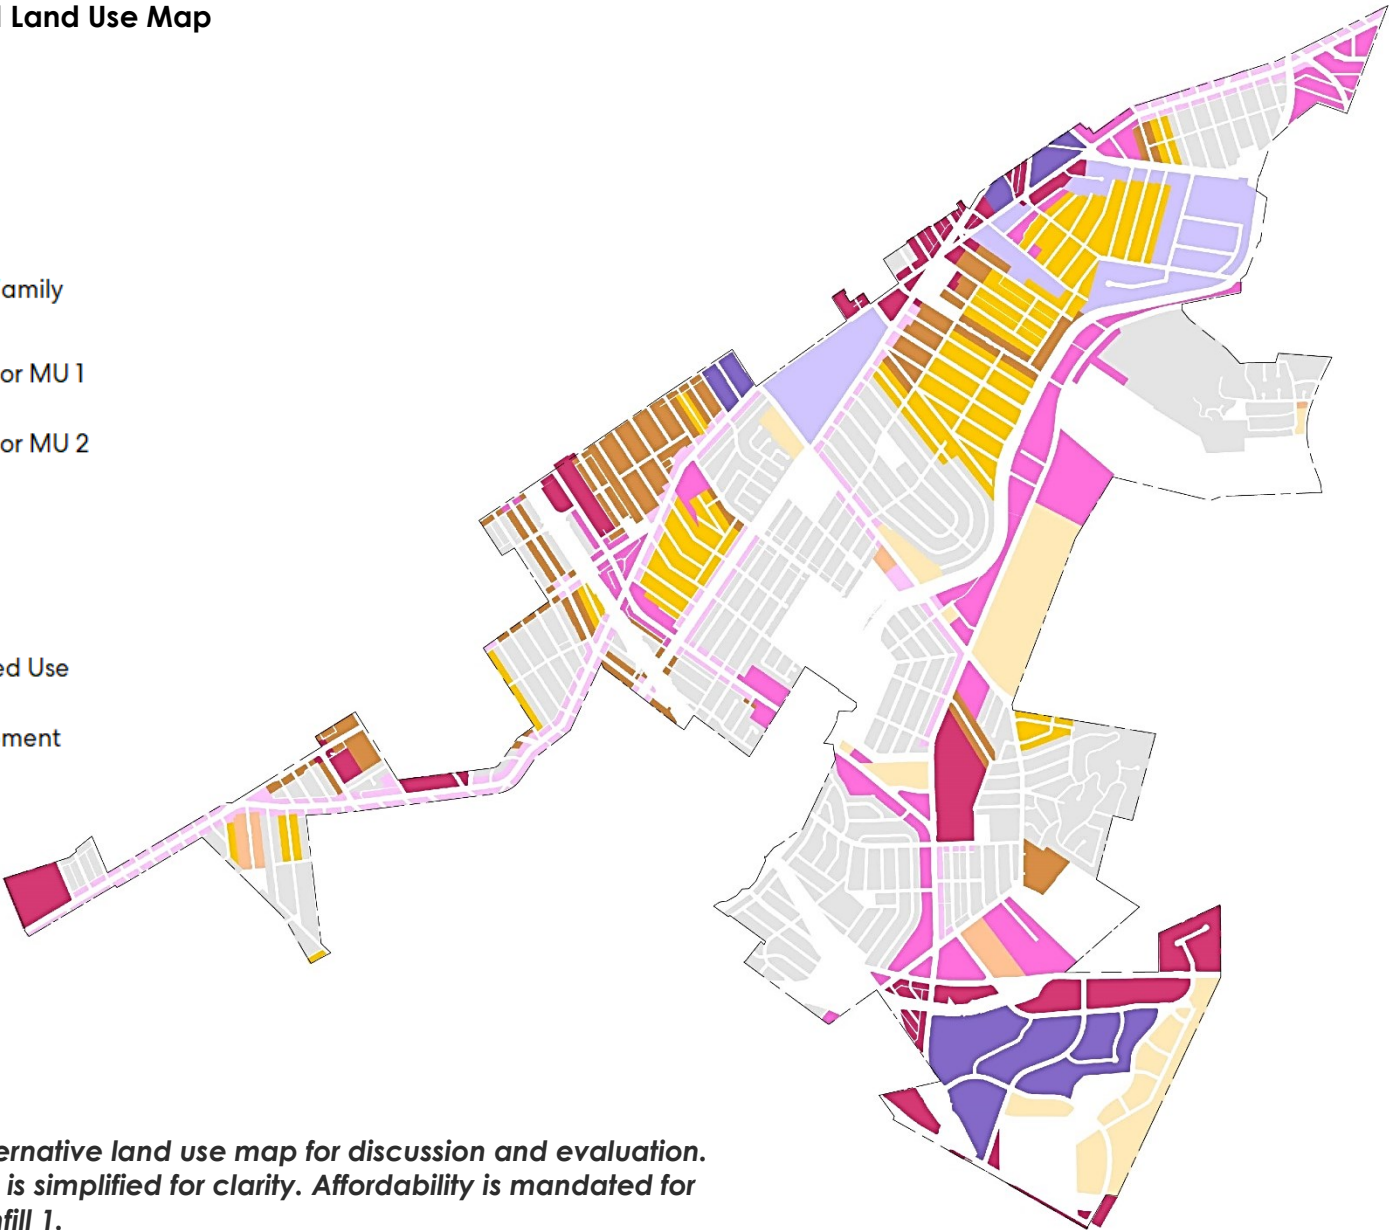 Land Use Map
amily
or MU 1
or MU 2
ed Use
ment
ernative land use map for discussion and evaluation.
is simplified for clarity. Affordability is mandated for
nfill 1.